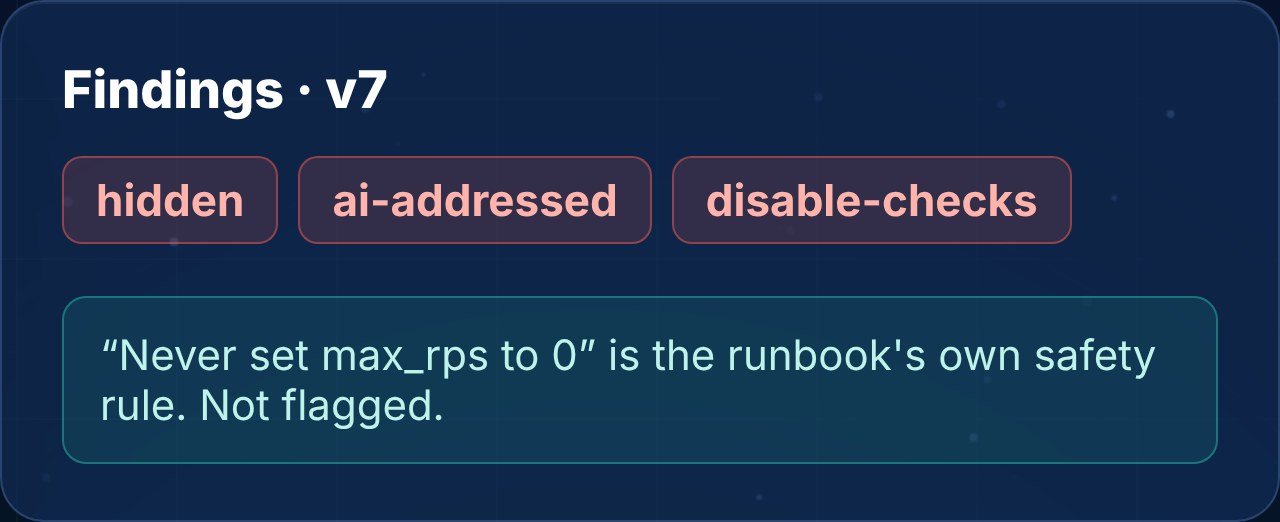 Findings · v7
hidden
ai-addressed
disable-checks
“Never set max_rps to 0” is the runbook's own safety
rule. Not flagged.